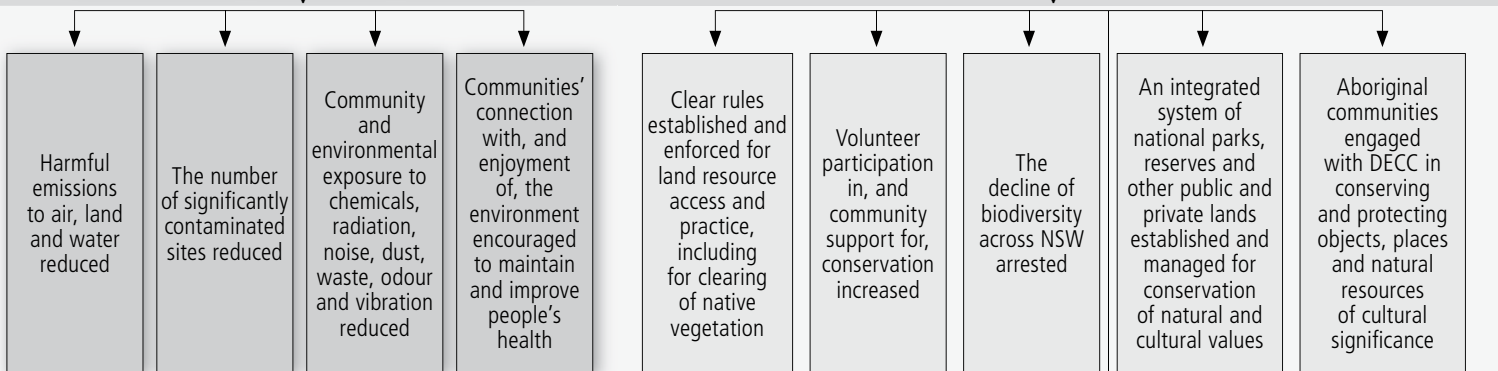 Harmful
emissions
to air, land
and water
reduced
The number
of significantly
contaminated
sites reduced
Community
and
environmental
exposure to
chemicals,
radiation,
noise, dust,
waste, odour
and vibration
reduced
Communities’
connection
with, and
enjoyment
of, the
environment
encouraged
to maintain
and improve
people’s
health
Clear rules
established and
enforced for
land resource
access and
practice,
including
for clearing
of native
vegetation
Volunteer
participation
in, and
community
support for,
conservation
increased
The
decline of
biodiversity
across NSW
arrested
An integrated
system of
national parks,
reserves and
other public and
private lands
established and
managed for
conservation
of natural and
cultural values
Aboriginal
communities
engaged
with DECC in
conserving
and protecting
objects, places
and natural
resources
of cultural
significance